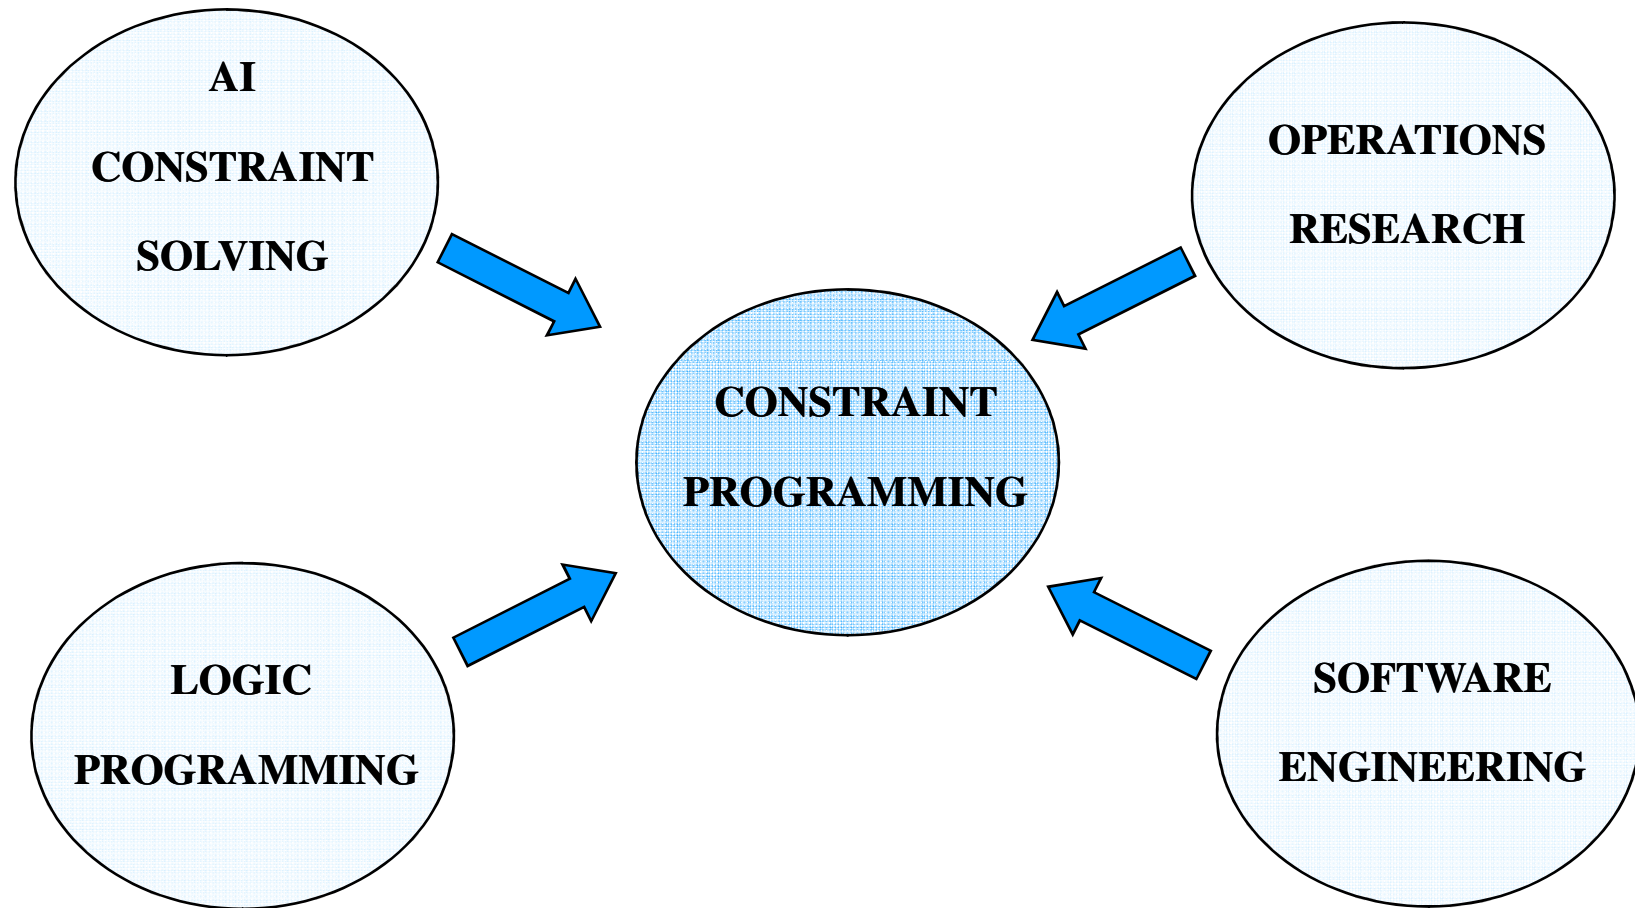 AI
CONSTRAINT
SOLVING
OPERATIONS
RESEARCH
CONSTRAINT
PROGRAMMING
LOGIC
PROGRAMMING
SOFTWARE
ENGINEERING